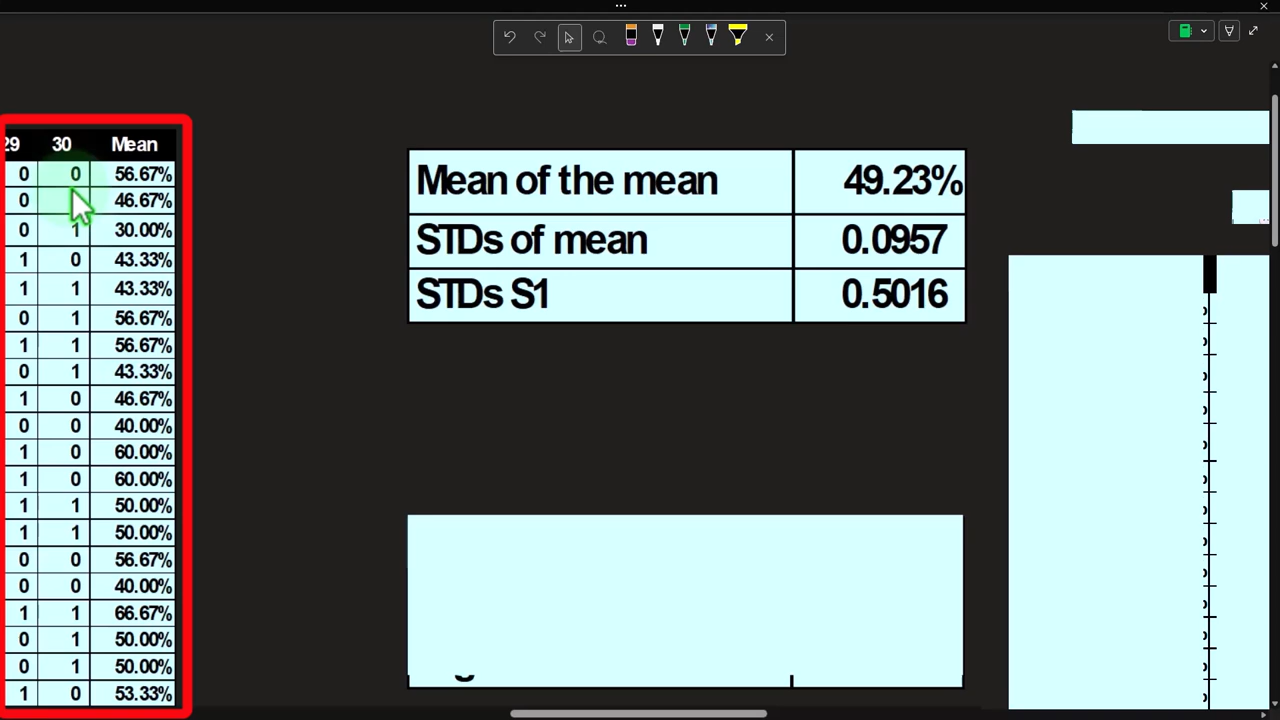 29 30 Mean
0 0 56.67%
0 46.67%
0 1 30.00%
1 0 43.33%
1 1 43.33%
0 1 56.67%
1 1 56.67%
0 1 43.33%
1 0 46.67%
0 0 40.00%
1 0 60.00%
1 0 60.00%
1 1 50.00%
1 1 50.00%
0 0 56.67%
0 0 40.00%
1 1 66.67%
0 1 50.00%
0 1 50.00%
1 0 53.33%
Mean of the mean 49.23%
STDs of mean 0.0957
STDs S1 0.5016